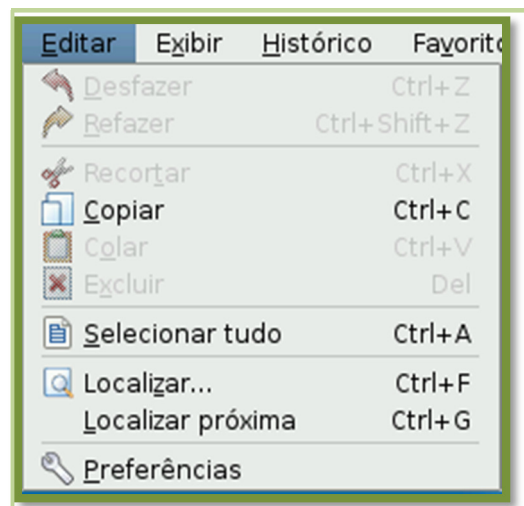 Editar Exibir Histórico Favorito
Desfazer Ctrl+Z
Refazer Ctrl+Shift+Z
Recortar Ctrl+X
Copiar Ctrl+C
Colar Ctrl+V
Excluir Del
Selecionar tudo Ctrl+A
Localizar... Ctrl+F
Localizar próxima Ctrl+G
Preferências